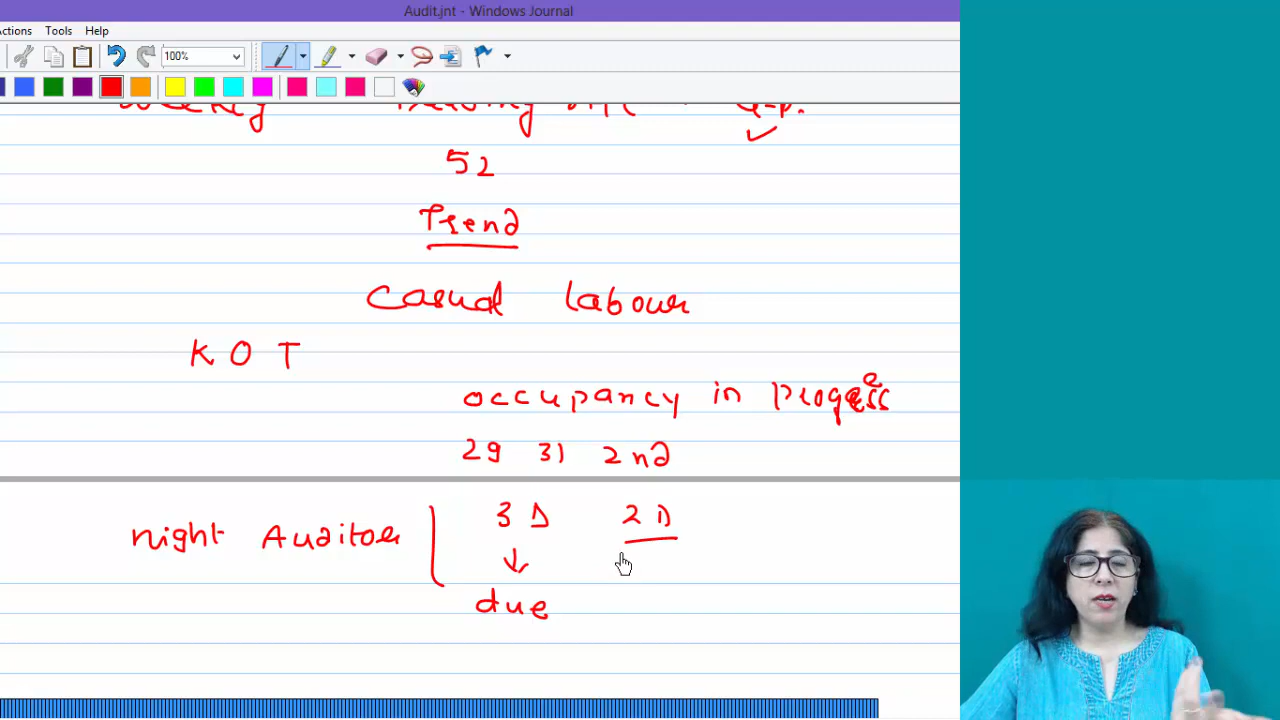 Audit.jnt - Windows Journal
Actions Tools Help
100%
52
Trend
Casual labour
K O T
occupancy in progress
29 31 2nd
night Auditor 3 D 2 D
due